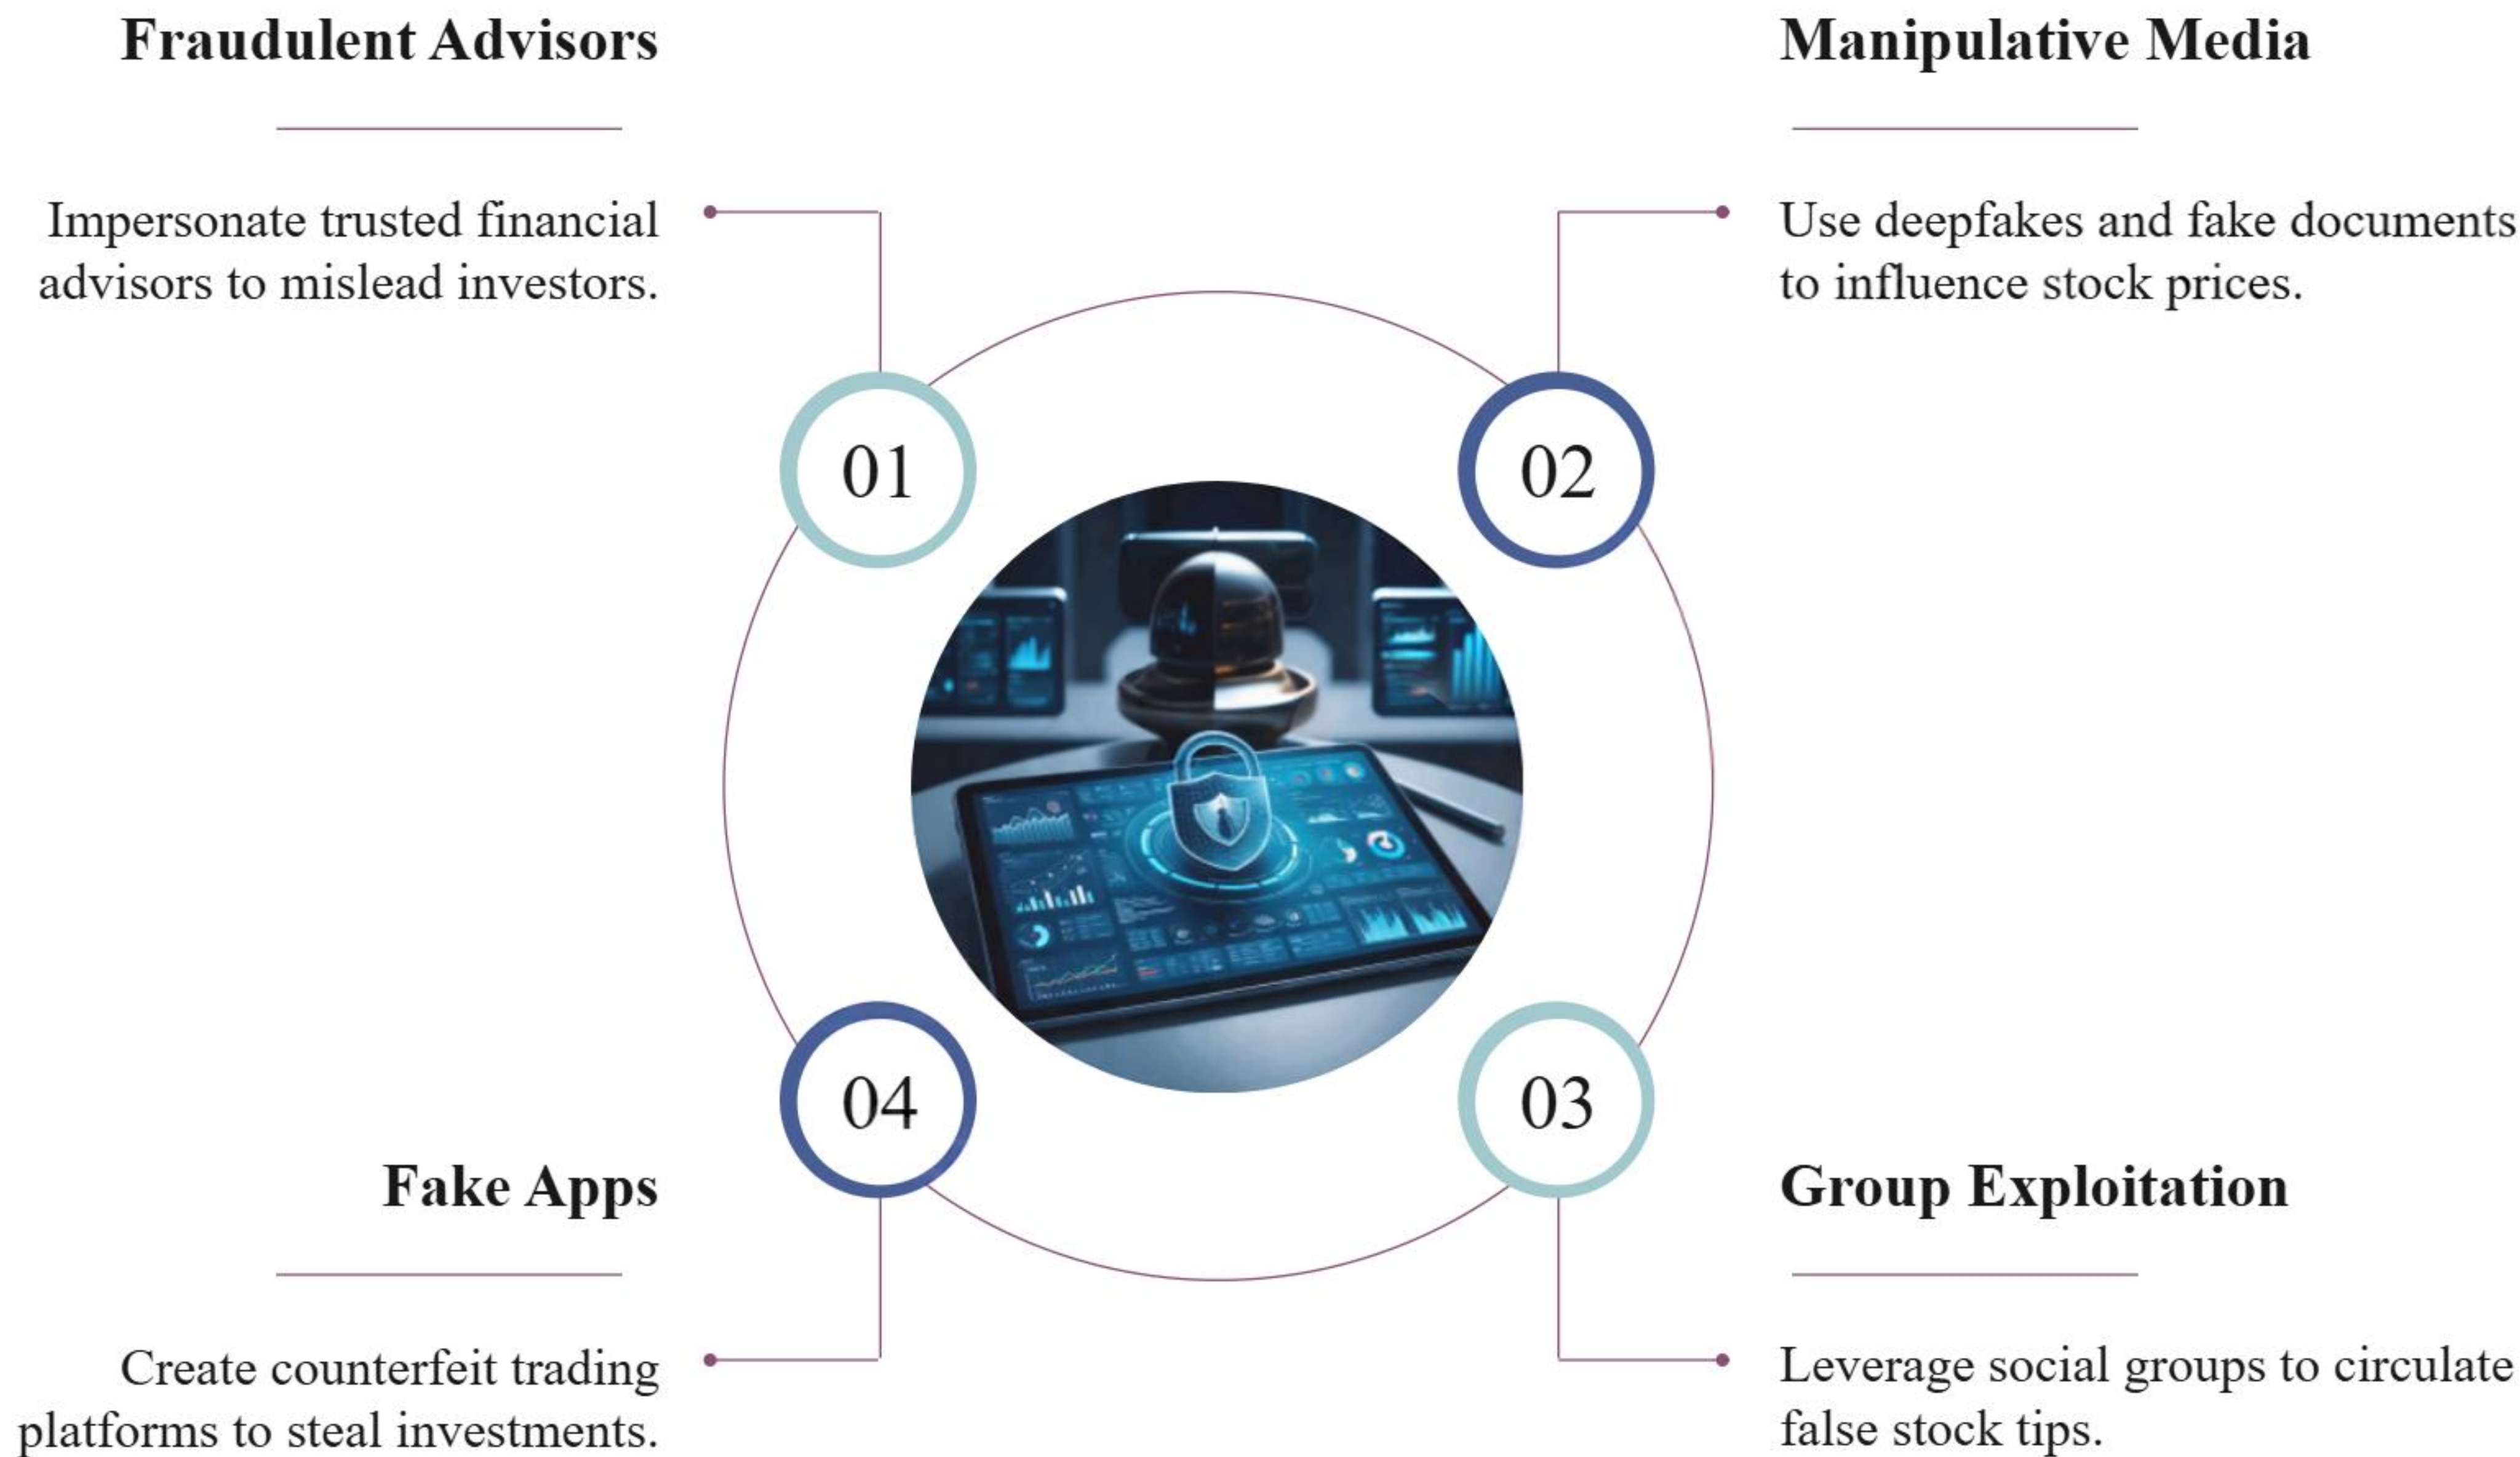 Fraudulent Advisors
Impersonate trusted financial
advisors to mislead investors.
01
Manipulative Media
Use deepfakes and fake documents
to influence stock prices.
02
03
Group Exploitation
Leverage social groups to circulate
false stock tips.
04
Fake Apps
Create counterfeit trading
platforms to steal investments.